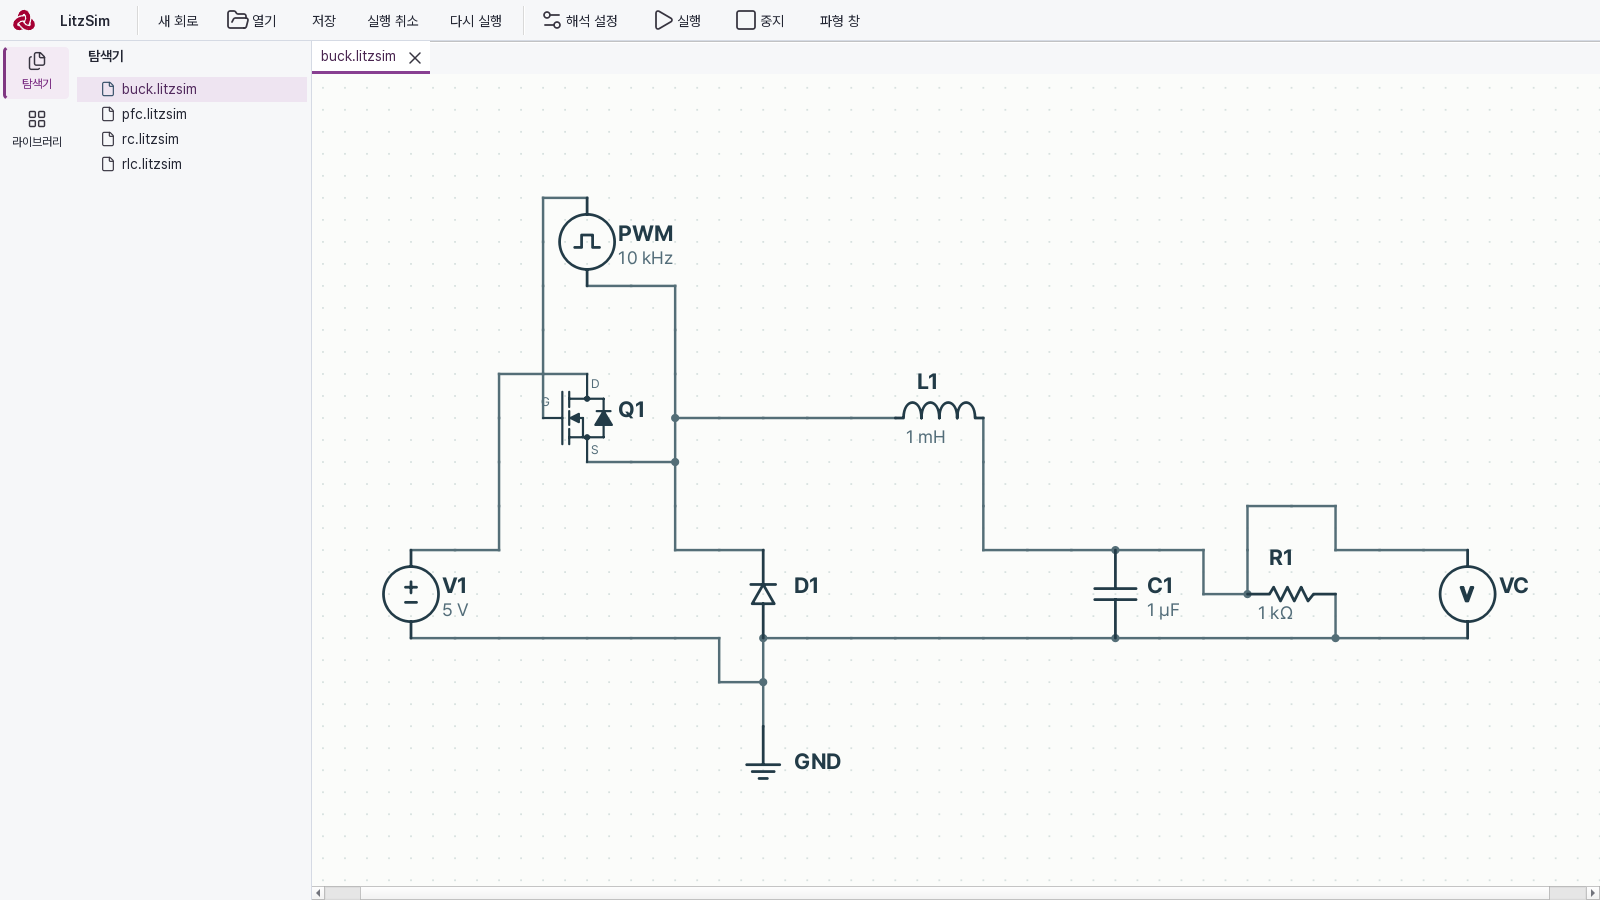 LitzSim 새 회로 열기 저장 실행 취소 다시 실행 해석 설정 실행 중지 파형 창
탐색기
라이브러리
탐색기
buck.litzsim
pfc.litzsim
rc.litzsim
rlc.litzsim
buck.litzsim
PWM
10 kHz
D
G
Q1
S
L1
1 mH
V1
5 V
D1
C1
1 µF
R1
1 kΩ
V
VC
GND